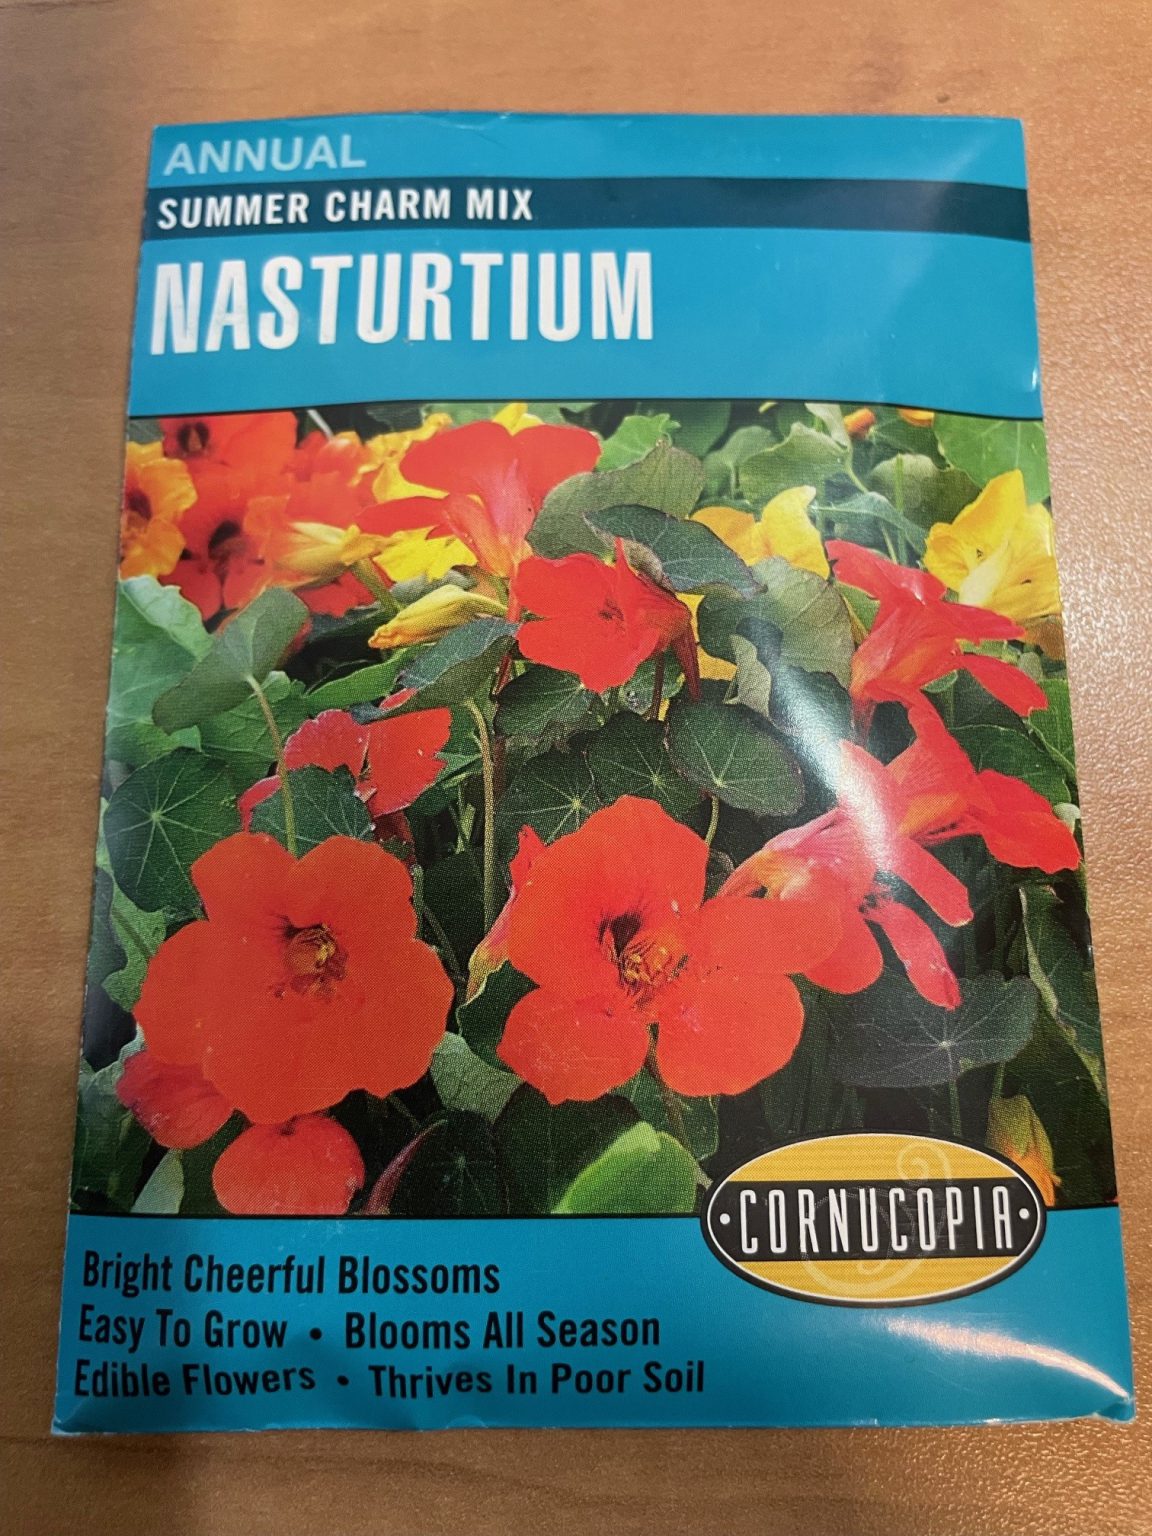 ANNUAL
SUMMER CHARM MIX
NASTURTIUM
•CORNUCOPIA•
Bright Cheerful Blossoms
Easy To Grow • Blooms All Season
Edible Flowers • Thrives In Poor Soil